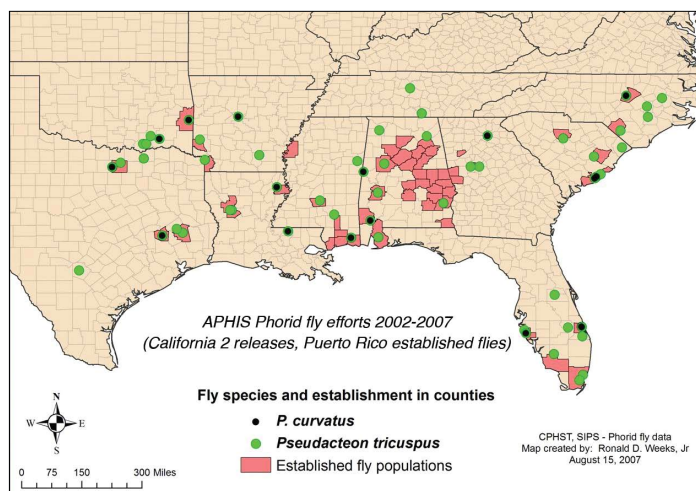 APHIS Phorid fly efforts 2002-2007
(California 2 releases, Puerto Rico established flies)
Fly species and establishment in counties
P. curvatus
Pseudacteon tricuspus
Established fly populations
N
W E
S
0 75 150 300 Miles
CPHST, SIPS - Phorid fly data
Map created by: Ronald D. Weeks, Jr
August 15, 2007